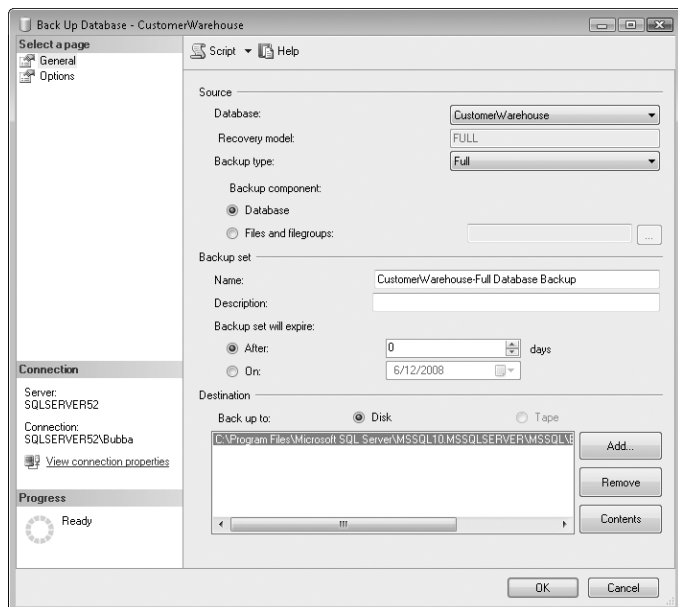 Back Up Database - CustomerWarehouse
Select a page
General
Options
Script
Help
Source
Database:
CustomerWarehouse
Recovery model:
FULL
Backup type:
Full
Backup component:
Database
Files and filegroups:
...
Backup set
Name:
CustomerWarehouse-Full Database Backup
Description:
Backup set will expire:
After:
0
days
On:
6/12/2008
Destination
Back up to:
Disk
Tape
C:\Program Files\Microsoft SQL Server\MSSQL10.MSSQLSERVER\MSSQL\
Add...
Remove
Contents
Connection
Server:
SQLSERVER52
Connection:
SQLSERVER52\Bubba
View connection properties
Progress
Ready
OK
Cancel